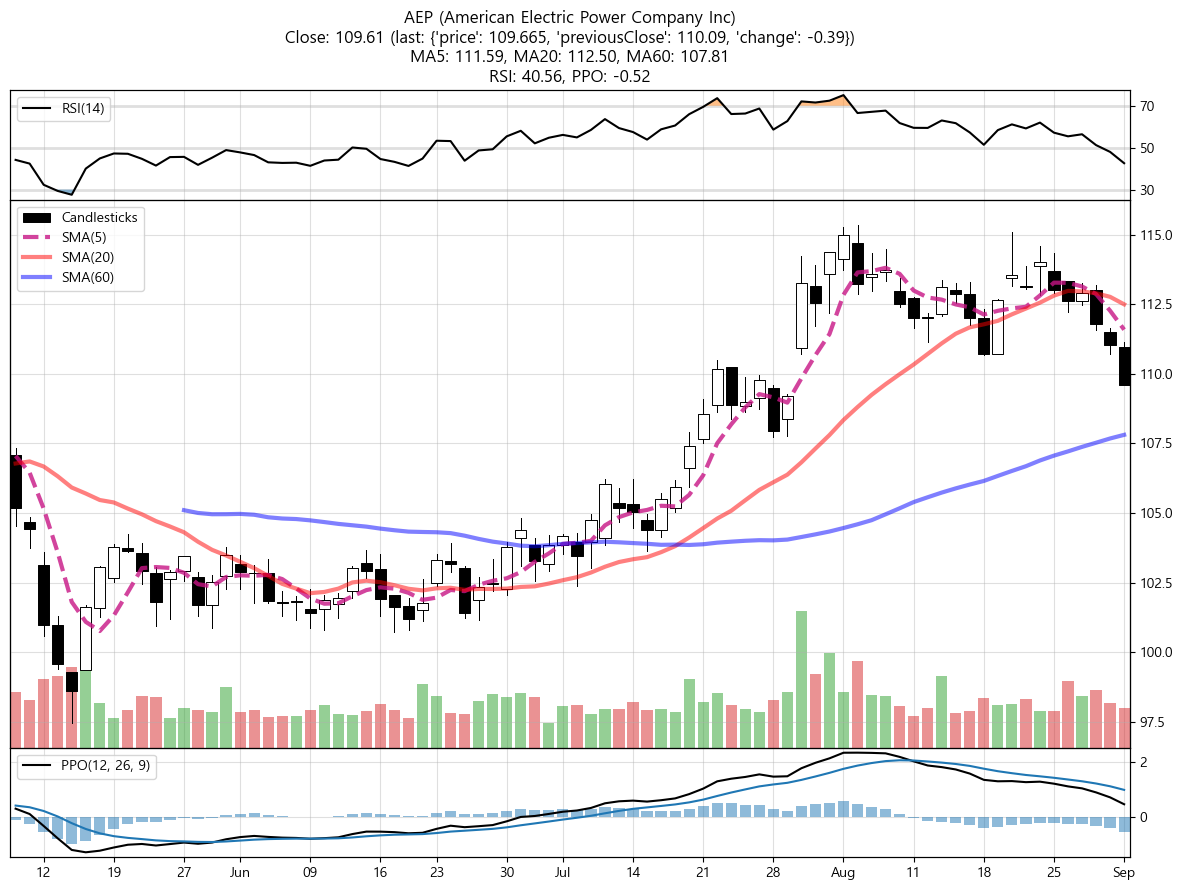 AEP (American Electric Power Company Inc)
Close: 109.61 (last: {'price': 109.665, 'previousClose': 110.09, 'change': -0.39})
MA5: 111.59, MA20: 112.50, MA60: 107.81
RSI: 40.56, PPO: -0.52
RSI(14)
70
50
30
Candlesticks
SMA(5)
SMA(20)
SMA(60)
115.0
112.5
110.0
107.5
105.0
102.5
100.0
97.5
PPO(12, 26, 9)
2
0
12 19 27 Jun 09 16 23 30 Jul 14 21 28 Aug 11 18 25 Sep